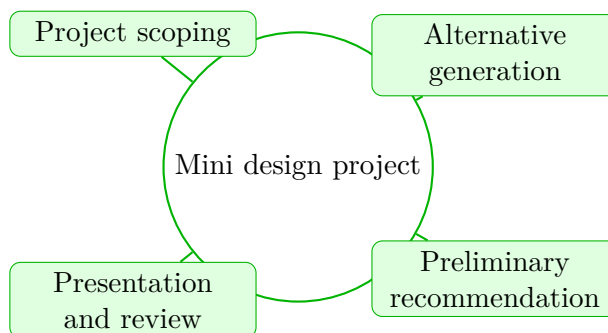 Project scoping
Alternative
generation
Mini design project
Presentation
and review
Preliminary
recommendation